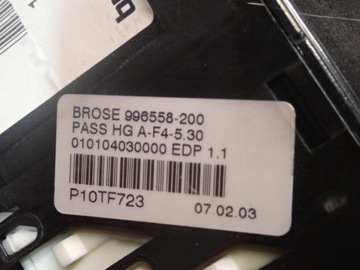 BROSE 996558-200
PASS HG A-F4-5.30
010104030000 EDP 1.1
P10TF723
07.02.03